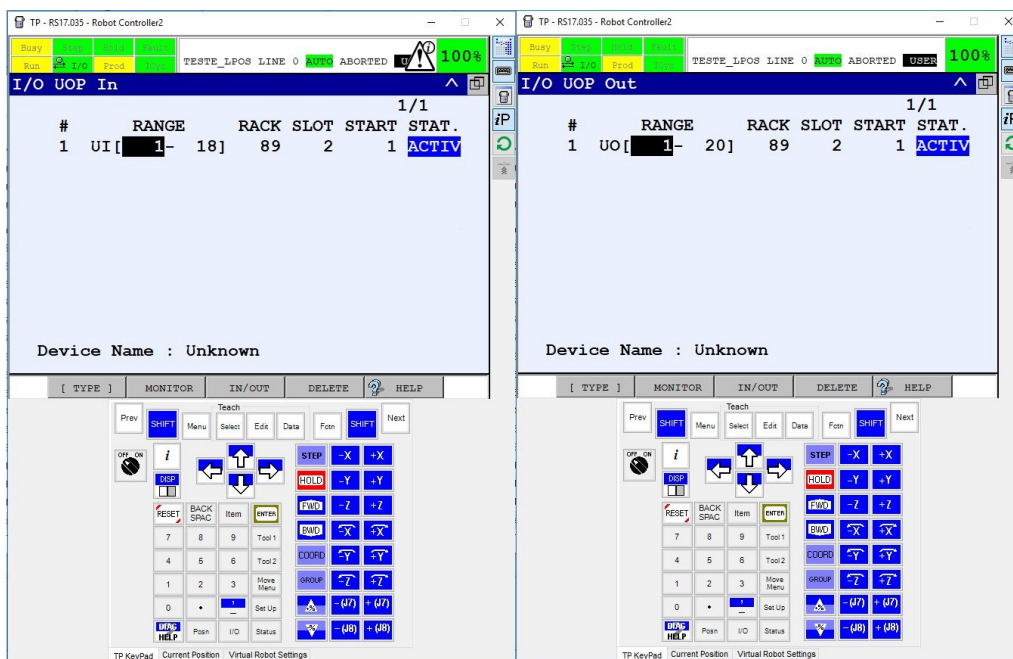 TP - RS17.035 - Robot Controller2
Busy Step Hold Fault
Run I/O Prod TCyc
TESTE_LPOS LINE 0 AUTO ABORTED
100%
I/O UOP In
1/1
# RANGE RACK SLOT START STAT.
1 UI[ 1- 18] 89 2 1 ACTIV
Device Name : Unknown
[ TYPE ] MONITOR IN/OUT DELETE HELP
iP
Teach
Prev SHIFT Menu Select Edit Data Fctn SHIFT Next
OFF ON i STEP -X +X
DISP HOLD -Y +Y
RESET BACK SPAC Item ENTER FWD -Z +Z
7 8 9 Tool 1 BWD -X +X
4 5 6 Tool 2 COORD -Y +Y
1 2 3 Move Menu GROUP -Z +Z
0 . , - Set Up % -(J7) +(J7)
DIAG HELP Posn I/O Status % -(J8) +(J8)
TP KeyPad Current Position Virtual Robot Settings
TP - RS17.035 - Robot Controller2
Busy Step Hold Fault
Run I/O Prod TCyc
TESTE_LPOS LINE 0 AUTO ABORTED USER
100%
I/O UOP Out
1/1
# RANGE RACK SLOT START STAT.
1 UO[ 1- 20] 89 2 1 ACTIV
Device Name : Unknown
[ TYPE ] MONITOR IN/OUT DELETE HELP
Teach
Prev SHIFT Menu Select Edit Data Fctn SHIFT Next
OFF ON i STEP -X +X
DISP HOLD -Y +Y
RESET BACK SPAC Item ENTER FWD -Z +Z
7 8 9 Tool 1 BWD -X +X
4 5 6 Tool 2 COORD -Y +Y
1 2 3 Move Menu GROUP -Z +Z
0 . , - Set Up % -(J7) +(J7)
DIAG HELP Posn I/O Status % -(J8) +(J8)
TP KeyPad Current Position Virtual Robot Settings